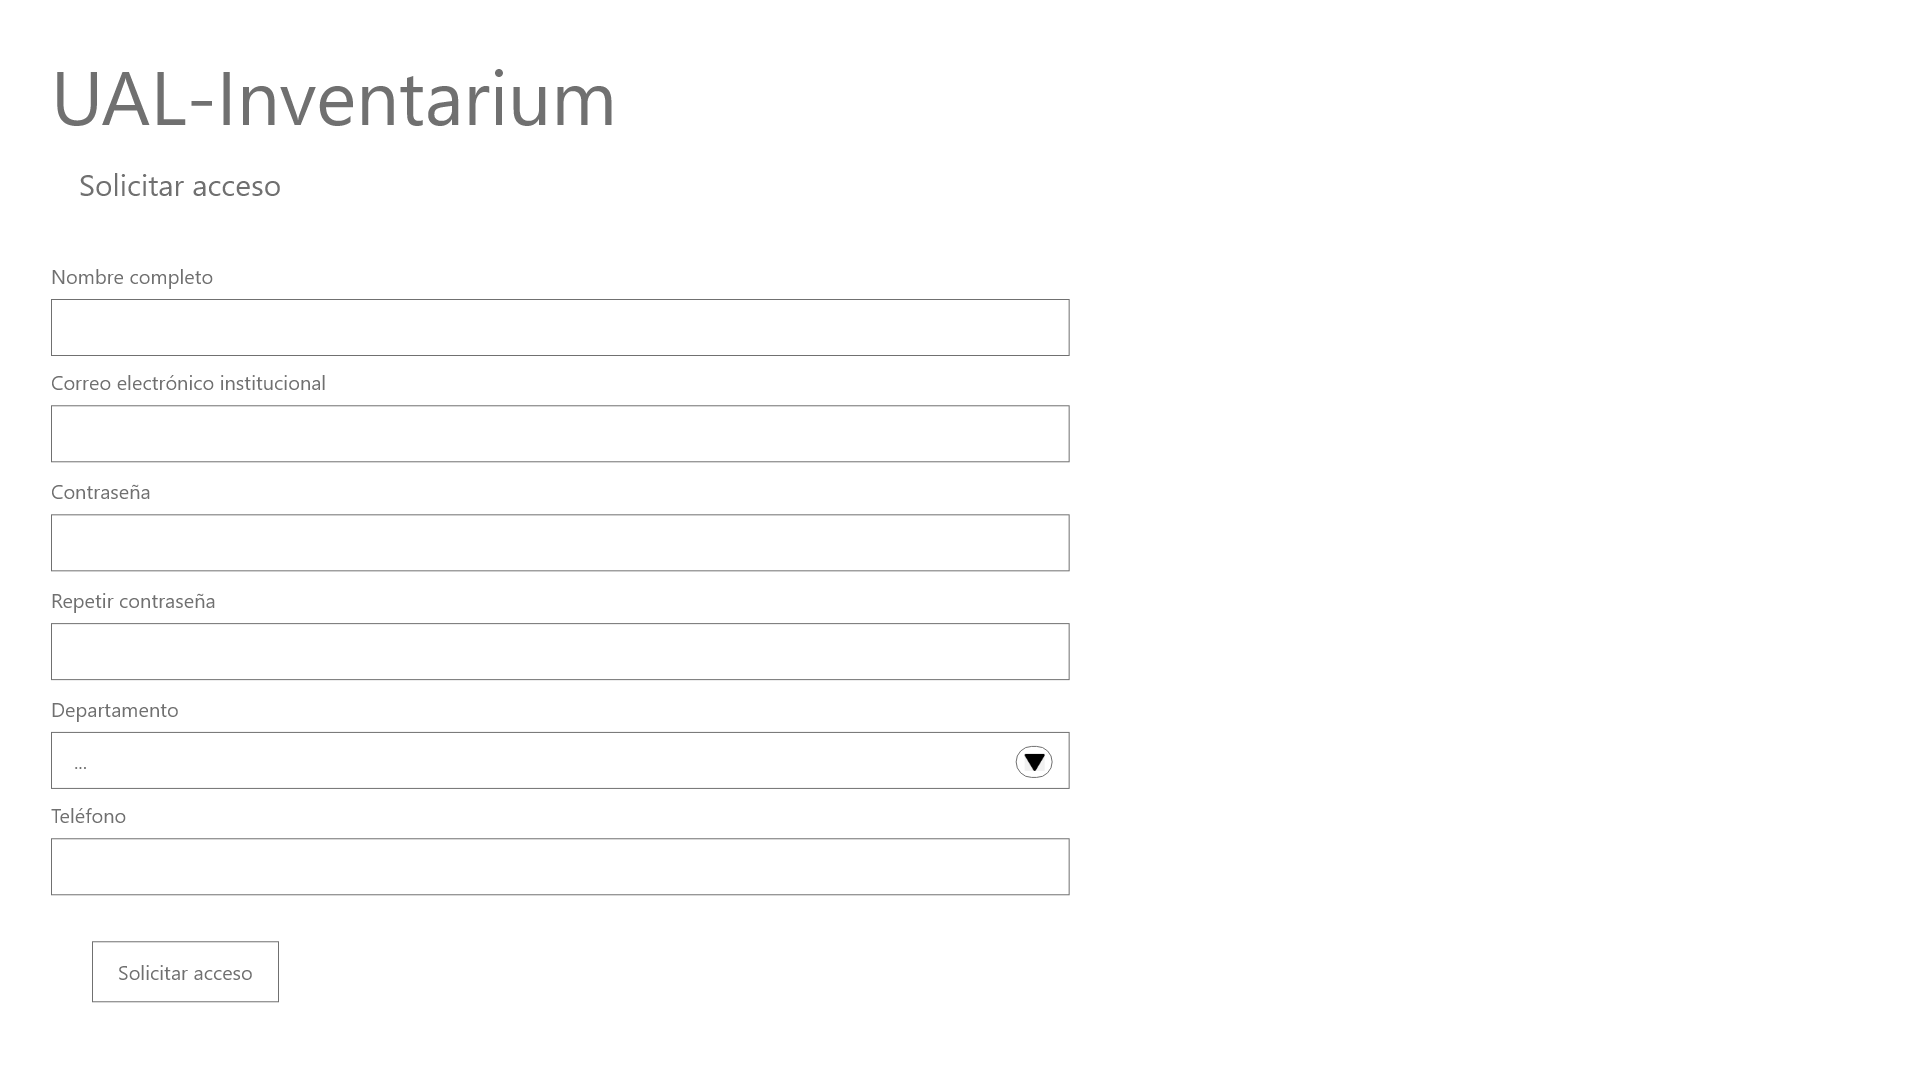 UAL-Inventarium
Solicitar acceso
Nombre completo
Correo electrónico institucional
Contraseña
Repetir contraseña
Departamento
...
Teléfono
Solicitar acceso